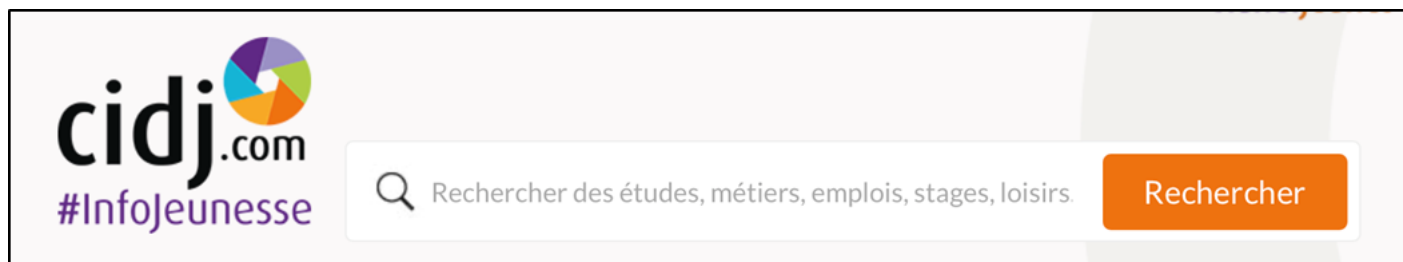 cidj.com
#InfoJeunesse
Rechercher des études, métiers, emplois, stages, loisirs.
Rechercher